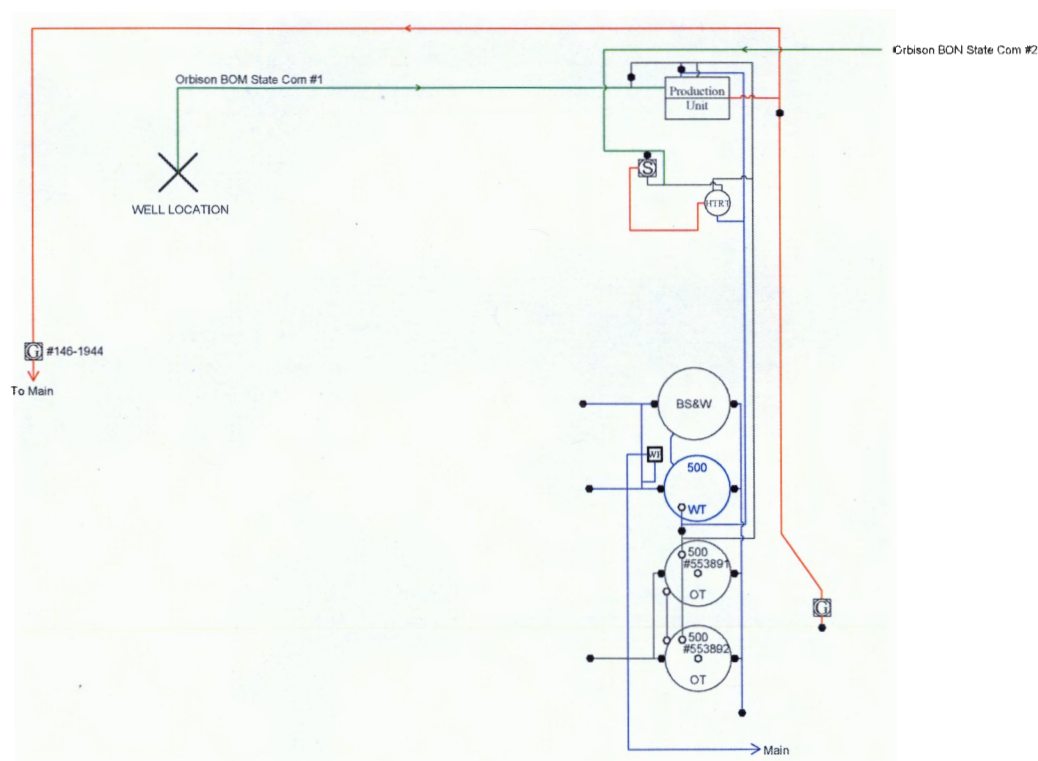 Orbison BON State Com #2
Orbison BOM State Com #1
Production
Unit
S
HTRT
WELL LOCATION
G #146-1944
To Main
BS&W
WP
500
WT
500
#553891
OT
G
500
#553892
OT
Main